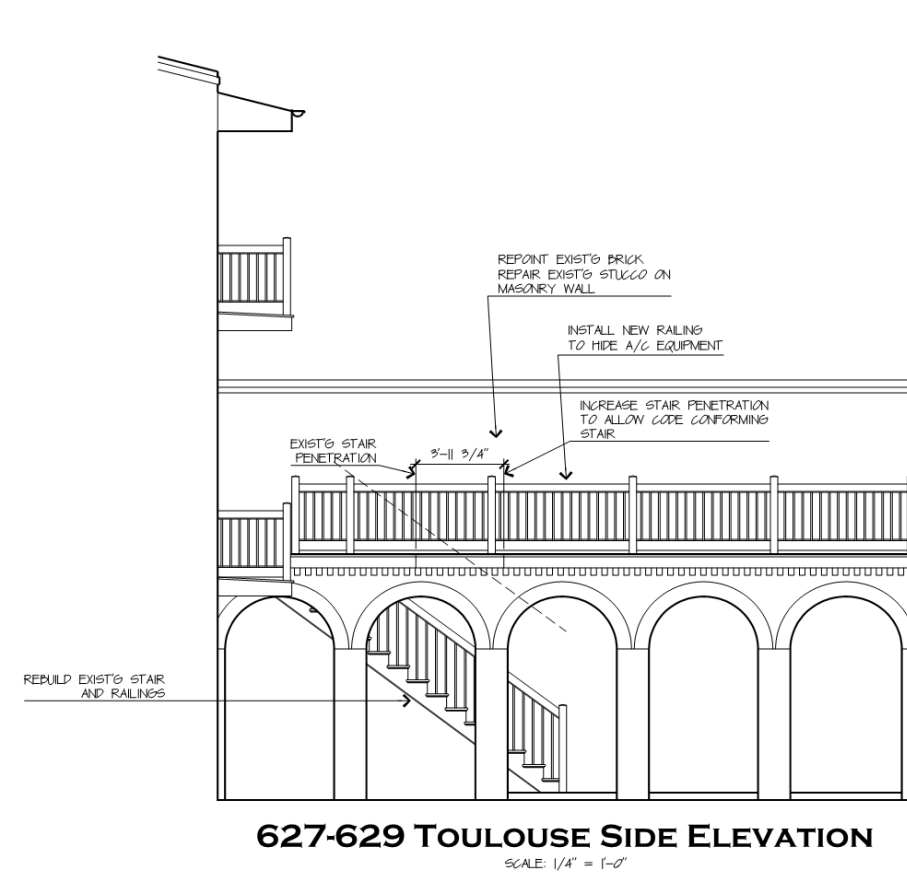 REPOINT EXIST'G BRICK
REPAIR EXIST'G STUCCO ON
MASONRY WALL
INSTALL NEW RAILING
TO HIDE A/C EQUIPMENT
INCREASE STAIR PENETRATION
TO ALLOW CODE CONFORMING
STAIR
EXIST'G STAIR
PENETRATION
3'-11 3/4"
REBUILD EXIST'G STAIR
AND RAILINGS
627-629 TOULOUSE SIDE ELEVATION
SCALE: 1/4" = 1'-0"